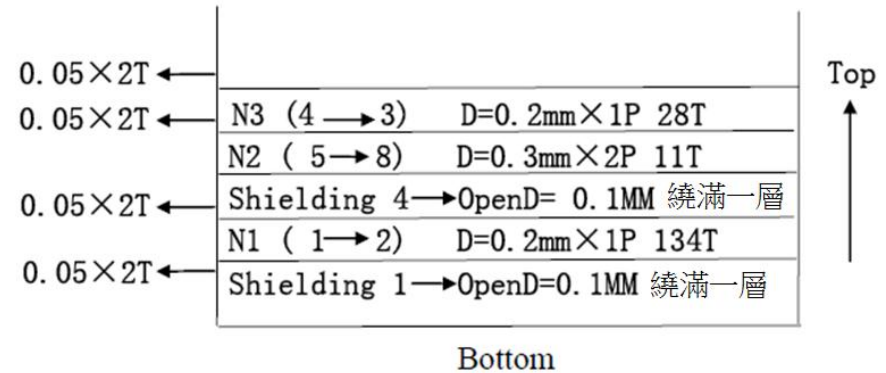 0.05×2T
Top
0.05×2T
N3 (4→3) D=0.2mm×1P 28T
N2 ( 5→8) D=0.3mm×2P 11T
0.05×2T
Shielding 4→OpenD= 0.1MM 繞滿一層
N1 ( 1→2) D=0.2mm×1P 134T
0.05×2T
Shielding 1→OpenD=0.1MM 繞滿一層
Bottom